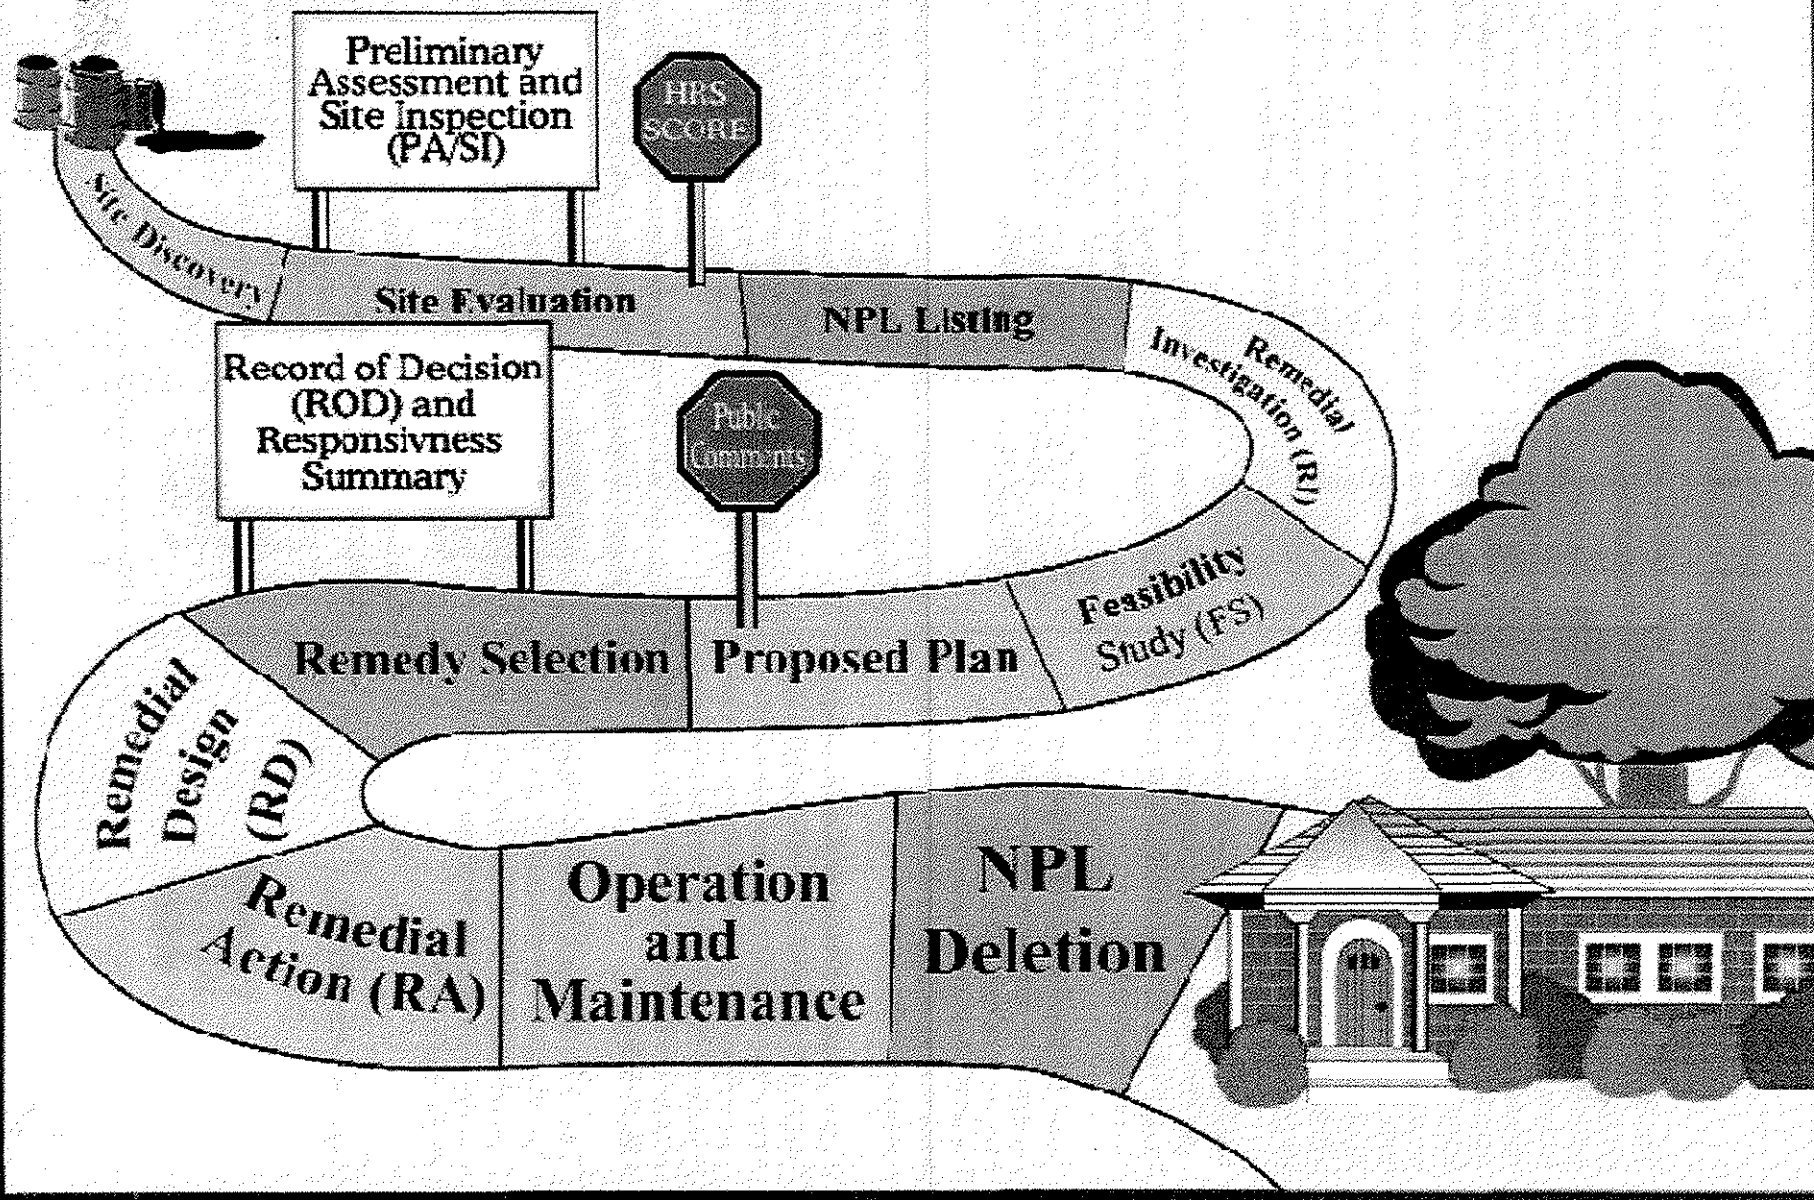 Preliminary
Assessment and
Site Inspection
(PA/SI)
HRS
SCORE
Site Discovery
Site Evaluation
NPL Listing
Remedial
Investigation (RI)
Record of Decision
(ROD) and
Responsivness
Summary
Public
Comments
Feasibility
Study (FS)
Proposed Plan
Remedy Selection
Remedial
Design
(RD)
Remedial
Action (RA)
Operation
and
Maintenance
NPL
Deletion